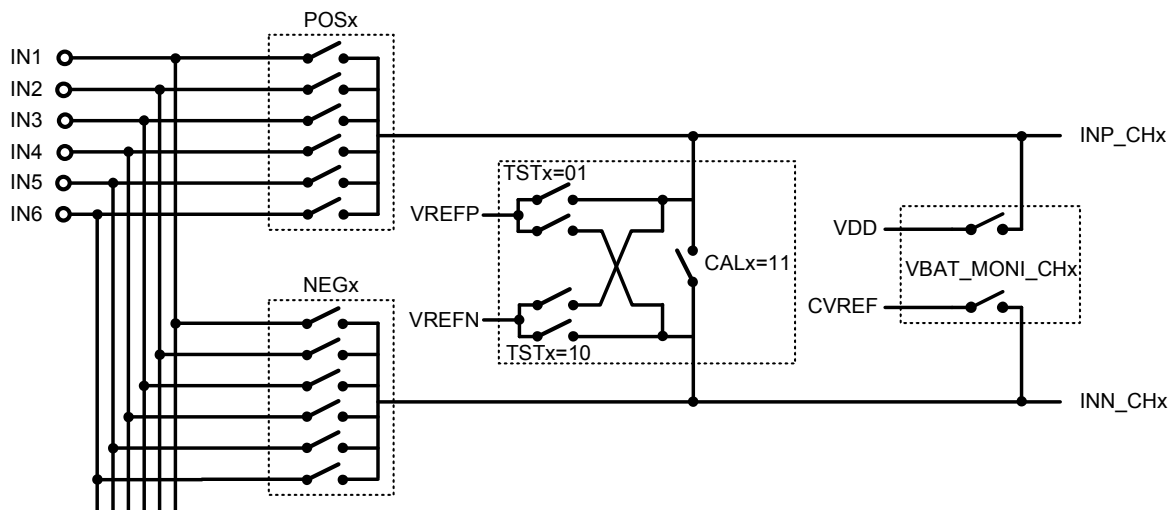 POSx
IN1
IN2
IN3
IN4
IN5
IN6
INP_CHx
TSTx=01
VREFP
VDD
CALx=11
VBAT_MONI_CHx
NEGx
CVREF
VREFN
TSTx=10
INN_CHx